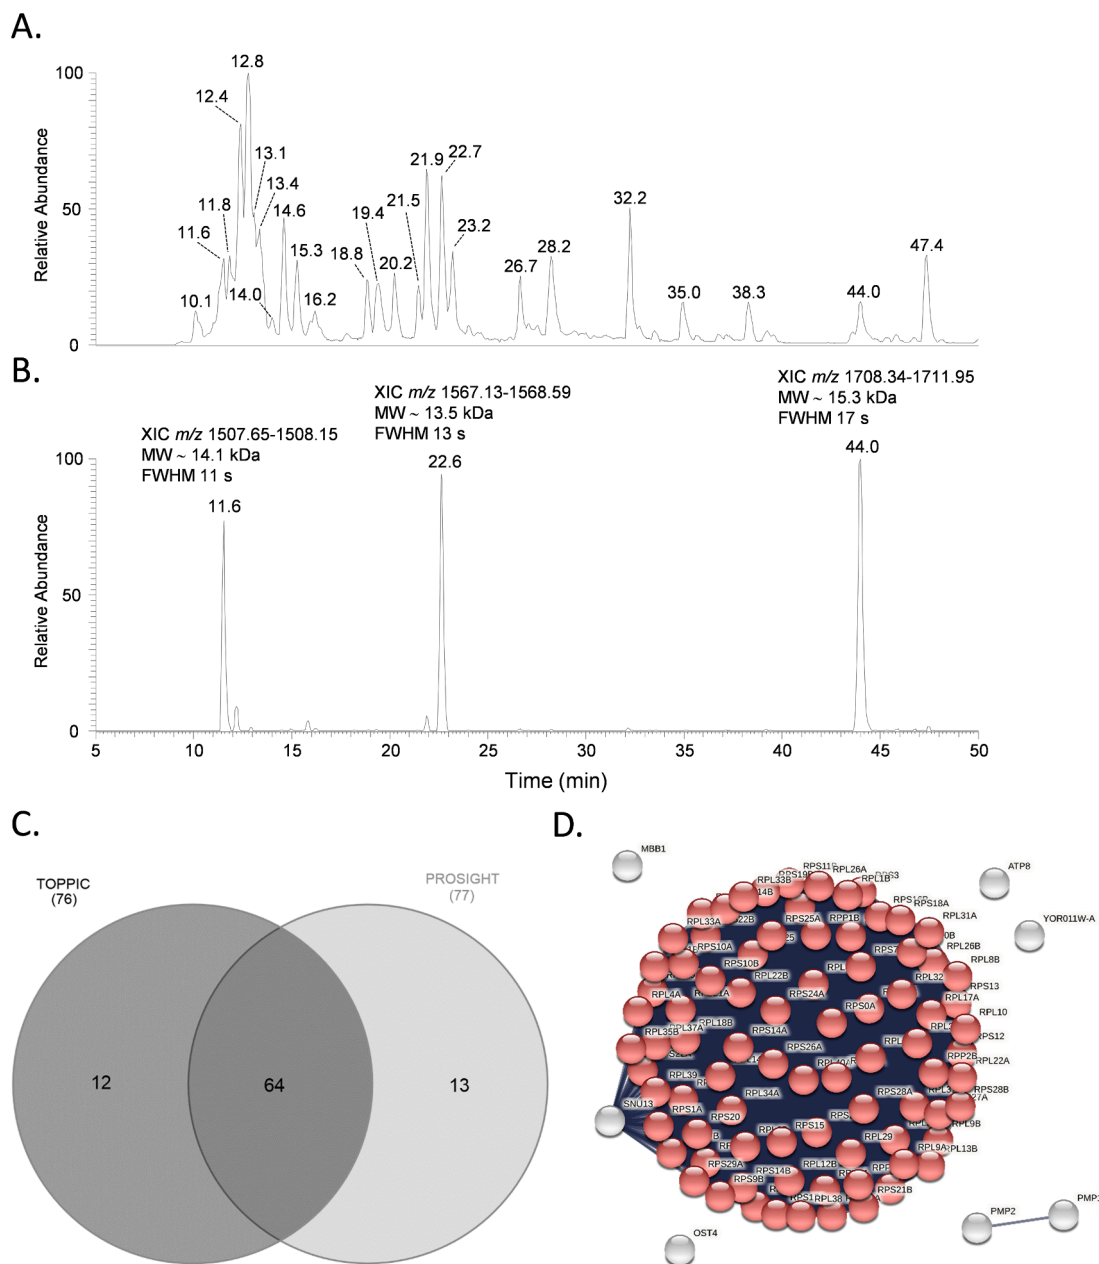 A.
Relative Abundance
100
50
0
10.1
11.6
11.8
12.4
12.8
13.1
13.4
14.0
14.6
15.3
16.2
18.8
19.4
20.2
21.5
21.9
22.7
23.2
26.7
28.2
32.2
35.0
38.3
44.0
47.4
B.
XIC m/z 1507.65-1508.15
MW ~ 14.1 kDa
FWHM 11 s
11.6
XIC m/z 1567.13-1568.59
MW ~ 13.5 kDa
FWHM 13 s
22.6
XIC m/z 1708.34-1711.95
MW ~ 15.3 kDa
FWHM 17 s
44.0
Relative Abundance
100
50
0
5 10 15 20 25 30 35 40 45 50
Time (min)
C.
TOPPIC
(76)
PROSIGHT
(77)
12
64
13
D.
MBB1
ATP8
YOR011W-A
SNU13
OST4
PMP2
RPL26A
RPL33B
RPL1B
RPS18A
RPL31A
RPL33A
RPS25A
RPP1B
RPL26B
RPL8B
RPS10A
RPS10B
RPL22B
RPL32
RPS13
RPL17A
RPL4A
RPS24A
RPS0A
RPL10
RPL35B
RPL37A
RPL18B
RPS14A
RPS12
RPS26A
RPP2B
RPL22A
RPL39
RPL34A
RPS28A
RPS28B
RPS1A
RPS20
RPS15
RPL29
RPL9B
RPL9A
RPL13B
RPS29A
RPS14B
RPL12B
RPS9B
RPL38
RPS21B